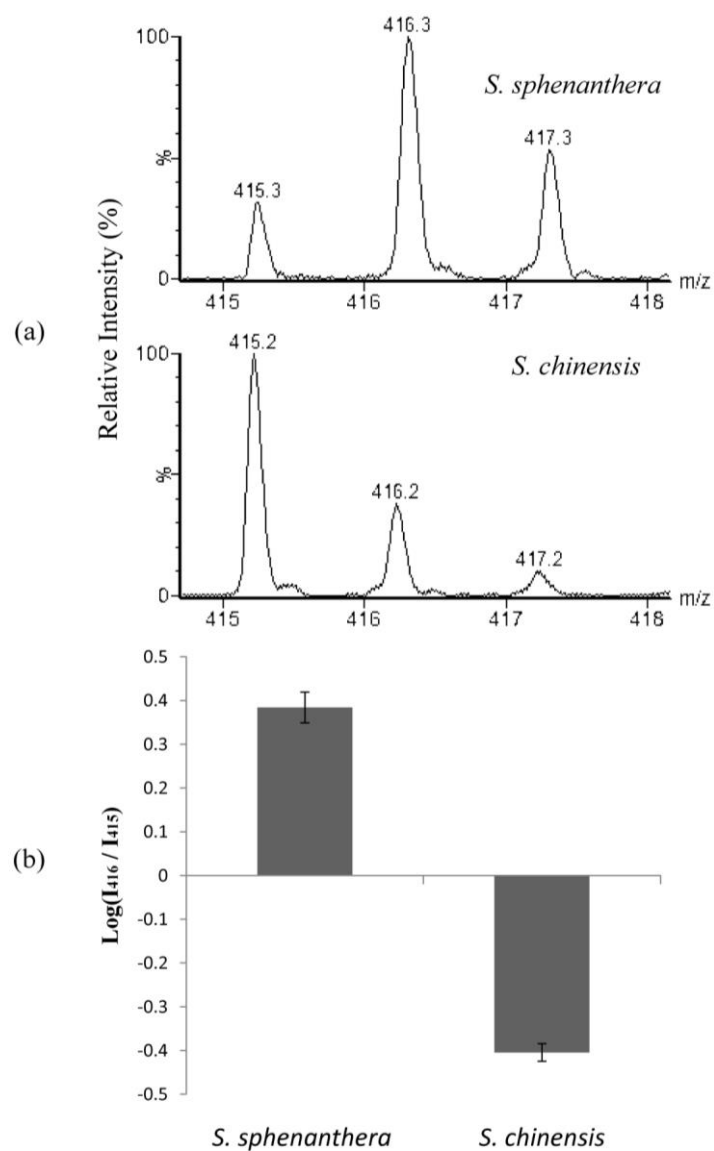 (a)
Relative Intensity (%)
100
%
0
415.3
416.3
417.3
S. sphenanthera
415 416 417 418 m/z
100
%
0
415.2
416.2
417.2
S. chinensis
415 416 417 418 m/z
(b)
Log(I416 / I415)
0.5
0.4
0.3
0.2
0.1
0
-0.1
-0.2
-0.3
-0.4
-0.5
S. sphenanthera S. chinensis